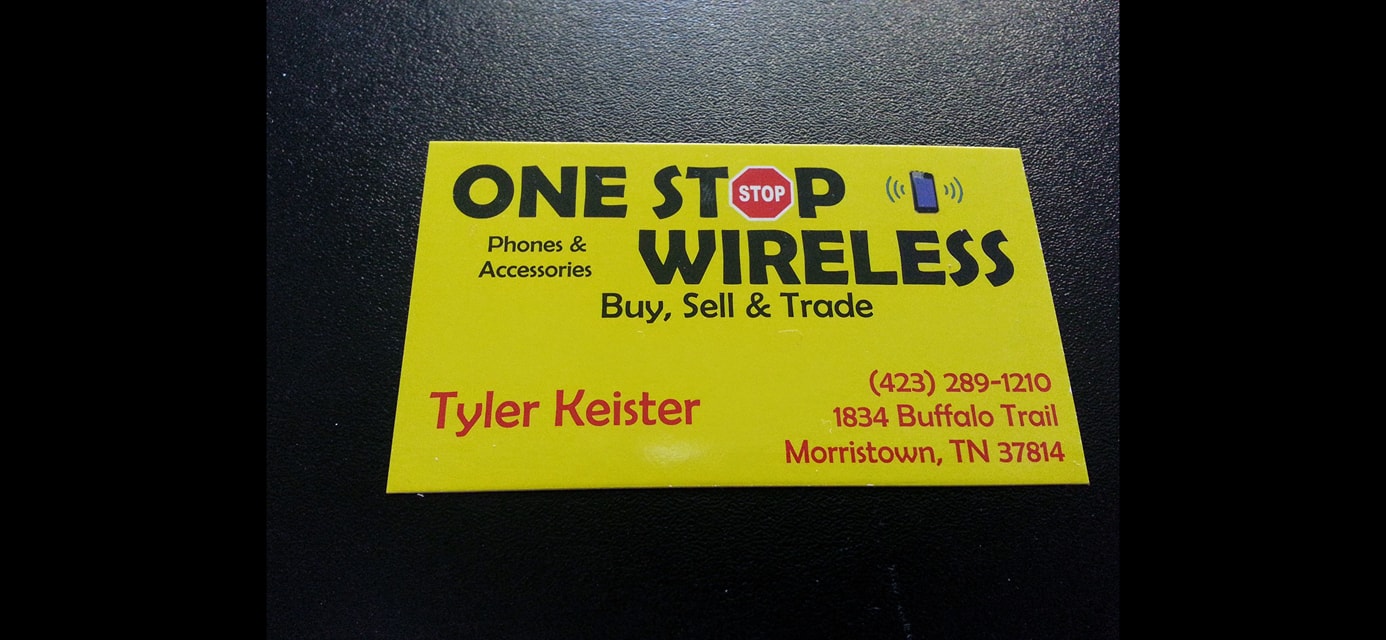 ONE STOP
WIRELESS
Phones &
Accessories
Buy, Sell & Trade
Tyler Keister
(423) 289-1210
1834 Buffalo Trail
Morristown, TN 37814